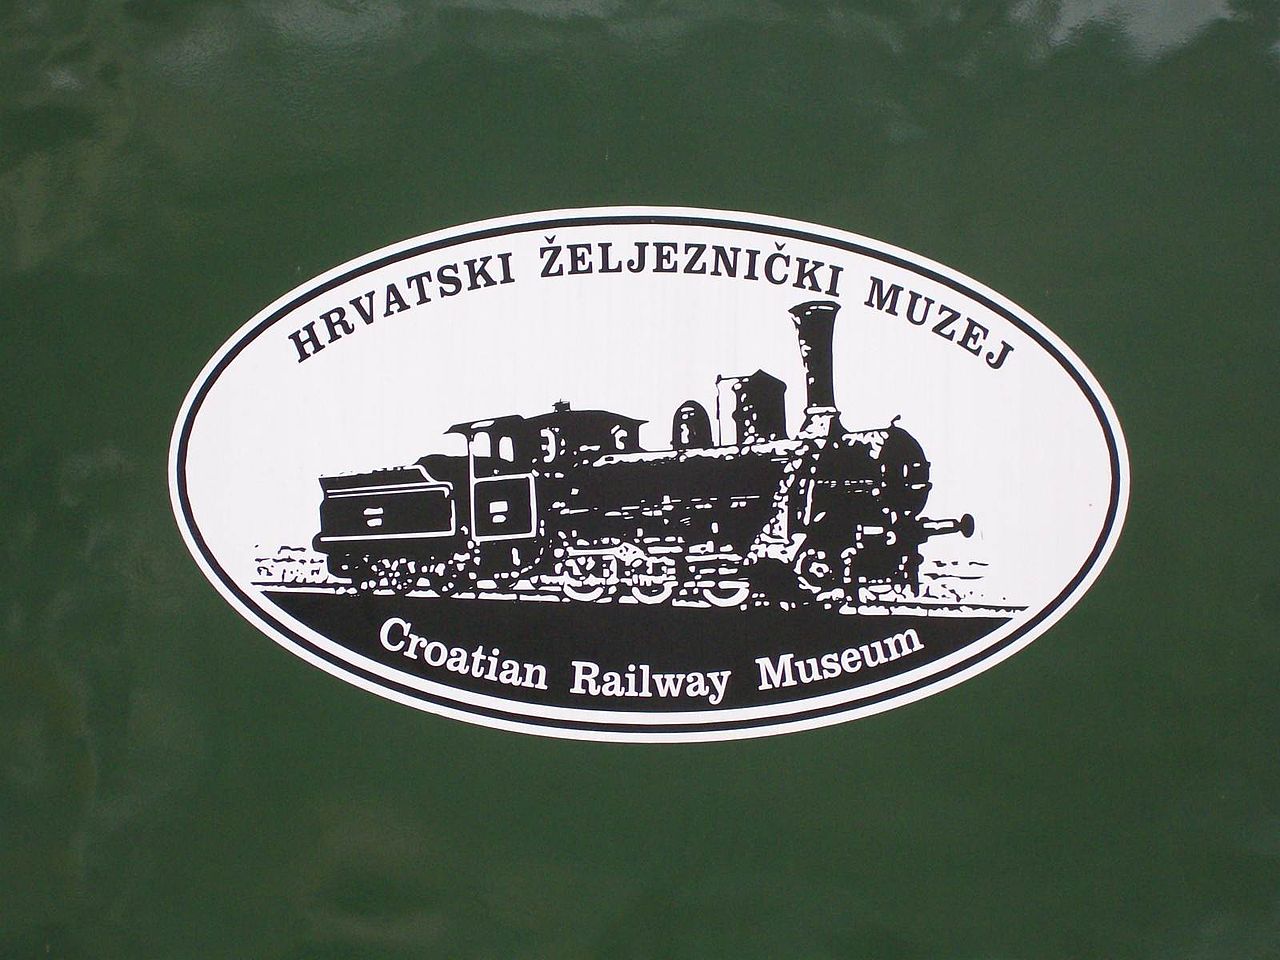 HRVATSKI ŽELJEZNIČKI MUZEJ
Croatian Railway Museum